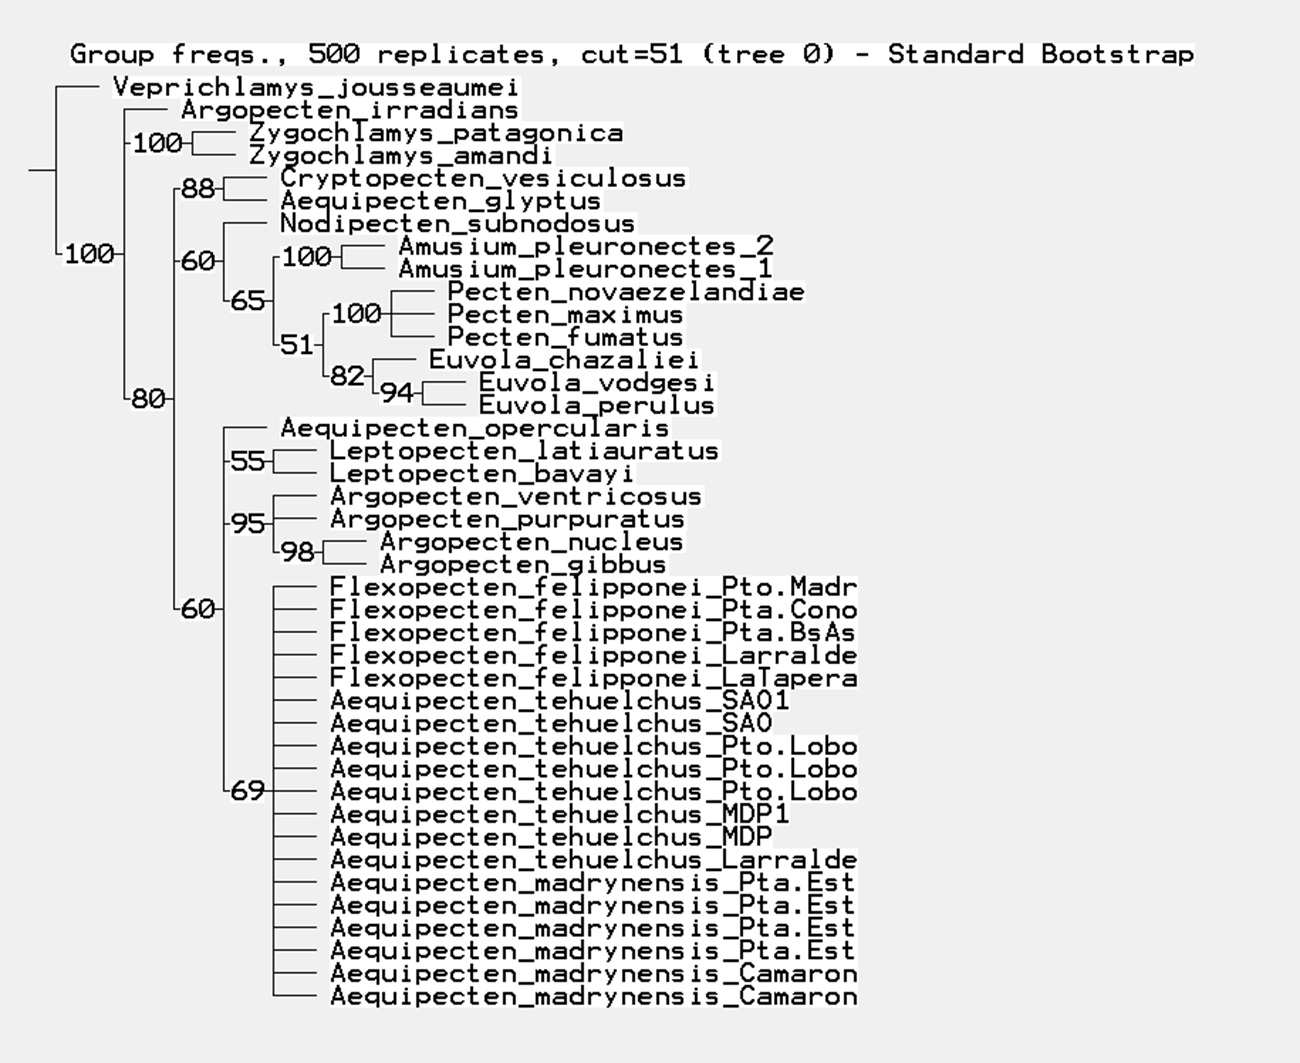 Group freqs., 500 replicates, cut=51 (tree 0) - Standard Bootstrap
Veprichlamys_jousseaumei
Argopecten_irradians
Zygochlamys_patagonica
100
Zygochlamys_amandi
Cryptopecten_vesiculosus
88
Aequipecten_glyptus
Nodipecten_subnodosus
Amusium_pleuronectes_2
100
100
60
Amusium_pleuronectes_1
Pecten_novaezelandiae
65
100
Pecten_maximus
Pecten_fumatus
51
Euvola_chazaliei
82
Euvola_vodgesi
94
80
Euvola_perulus
Aequipecten_opercularis
Leptopecten_latiauratus
55
Leptopecten_bavayi
Argopecten_ventricosus
95
Argopecten_purpuratus
Argopecten_nucleus
98
Argopecten_gibbus
Flexopecten_felipponei_Pto.Madr
60
Flexopecten_felipponei_Pta.Cono
Flexopecten_felipponei_Pta.BsAs
Flexopecten_felipponei_Larralde
Flexopecten_felipponei_LaTapera
Aequipecten_tehuelchus_SAO1
Aequipecten_tehuelchus_SAO
Aequipecten_tehuelchus_Pto.Lobo
Aequipecten_tehuelchus_Pto.Lobo
69
Aequipecten_tehuelchus_Pto.Lobo
Aequipecten_tehuelchus_MDP1
Aequipecten_tehuelchus_MDP
Aequipecten_tehuelchus_Larralde
Aequipecten_madrynensis_Pta.Est
Aequipecten_madrynensis_Pta.Est
Aequipecten_madrynensis_Pta.Est
Aequipecten_madrynensis_Pta.Est
Aequipecten_madrynensis_Camaron
Aequipecten_madrynensis_Camaron